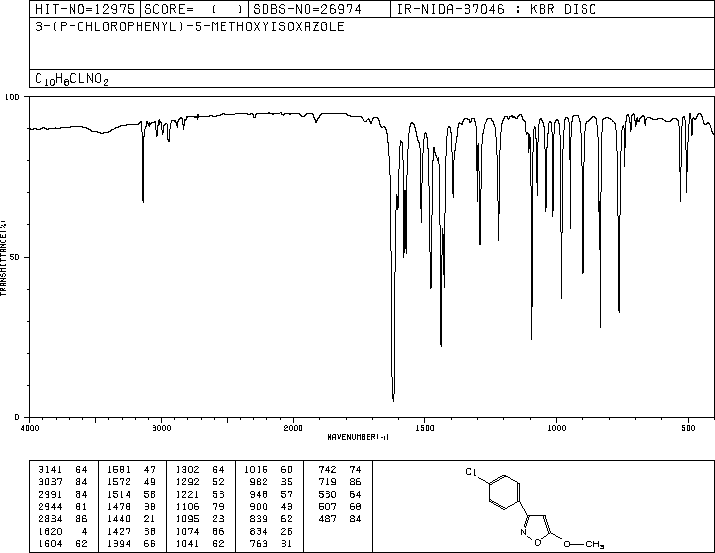 HIT-NO=12975 SCORE= ( ) SDBS-NO=26974 IR-NIDA-37046 : KBR DISC
3-(P-CHLOROPHENYL)-5-METHOXYISOXAZOLE
C10H8CLNO2
100
50
0
TRANSMITTANCE(%)
4000 3000 2000 1500 1000 500
WAVENUMBER(-1)
3141 64 1581 47 1302 64 1016 60 742 74
3037 84 1572 49 1292 52 982 35 719 86
2991 84 1514 58 1221 53 948 57 530 64
2944 81 1478 38 1106 79 900 43 507 68
2834 86 1440 21 1095 23 839 62 487 84
1620 4 1427 38 1074 86 834 26
1604 62 1394 66 1041 62 763 31
Cl
N
O
O
CH3